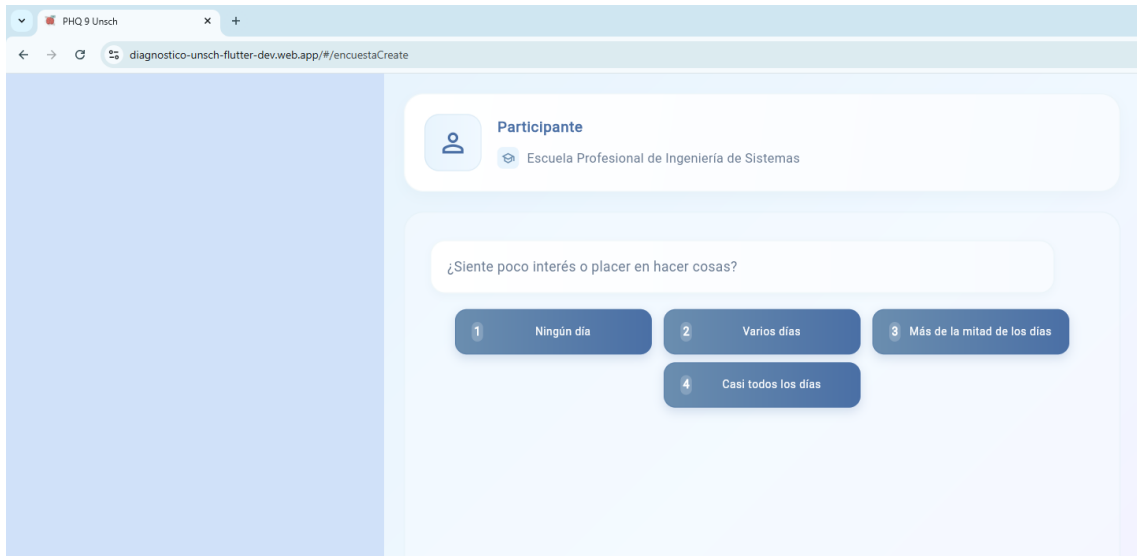 PHQ 9 Unsch
diagnostico-unsch-flutter-dev.web.app/#/encuestaCreate
Participante
Escuela Profesional de Ingeniería de Sistemas
¿Siente poco interés o placer en hacer cosas?
1 Ningún día
2 Varios días
3 Más de la mitad de los días
4 Casi todos los días